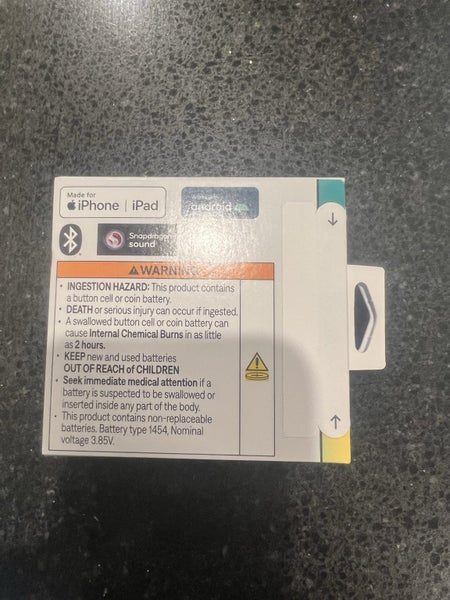 Made for
iPhone | iPad
android
Snapdragon
sound
WARNING
• INGESTION HAZARD: This product contains
a button cell or coin battery.
• DEATH or serious injury can occur if ingested.
• A swallowed button cell or coin battery can
cause Internal Chemical Burns in as little
as 2 hours.
• KEEP new and used batteries
OUT OF REACH of CHILDREN
• Seek immediate medical attention if a
battery is suspected to be swallowed or
inserted inside any part of the body.
• This product contains non-replaceable
batteries. Battery type 1454, Nominal
voltage 3.85V.